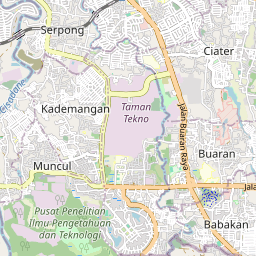 Serpong
Ciater
Taman
Tekno
Kademangan
Jalan Buaran Raya
Buaran
Muncul
Jala
Pusat Penelitian
Ilmu Pengetahuan
dan Teknologi
Babakan